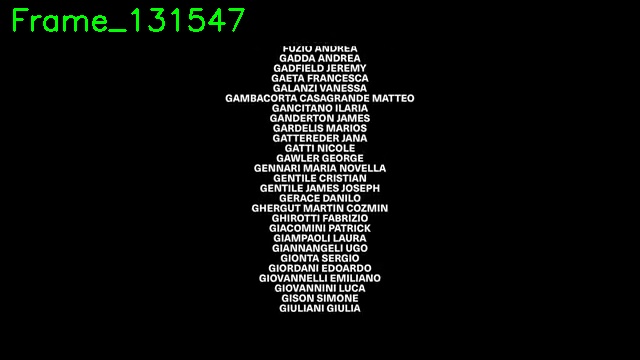 Frame_131547
FUZIO ANDREA
GADDA ANDREA
GADFIELD JEREMY
GAETA FRANCESCA
GALANZI VANESSA
GAMBACORTA CASAGRANDE MATTEO
GANCITANO ILARIA
GANDERTON JAMES
GARDELIS MARIOS
GATTEREDER JANA
GATTI NICOLE
GAWLER GEORGE
GENNARI MARIA NOVELLA
GENTILE CRISTIAN
GENTILE JAMES JOSEPH
GERACE DANILO
GHERGUT MARTIN COZMIN
GHIROTTI FABRIZIO
GIACOMINI PATRICK
GIAMPAOLI LAURA
GIANNANGELI UGO
GIONTA SERGIO
GIORDANI EDOARDO
GIOVANNELLI EMILIANO
GIOVANNINI LUCA
GISON SIMONE
GIULIANI GIULIA